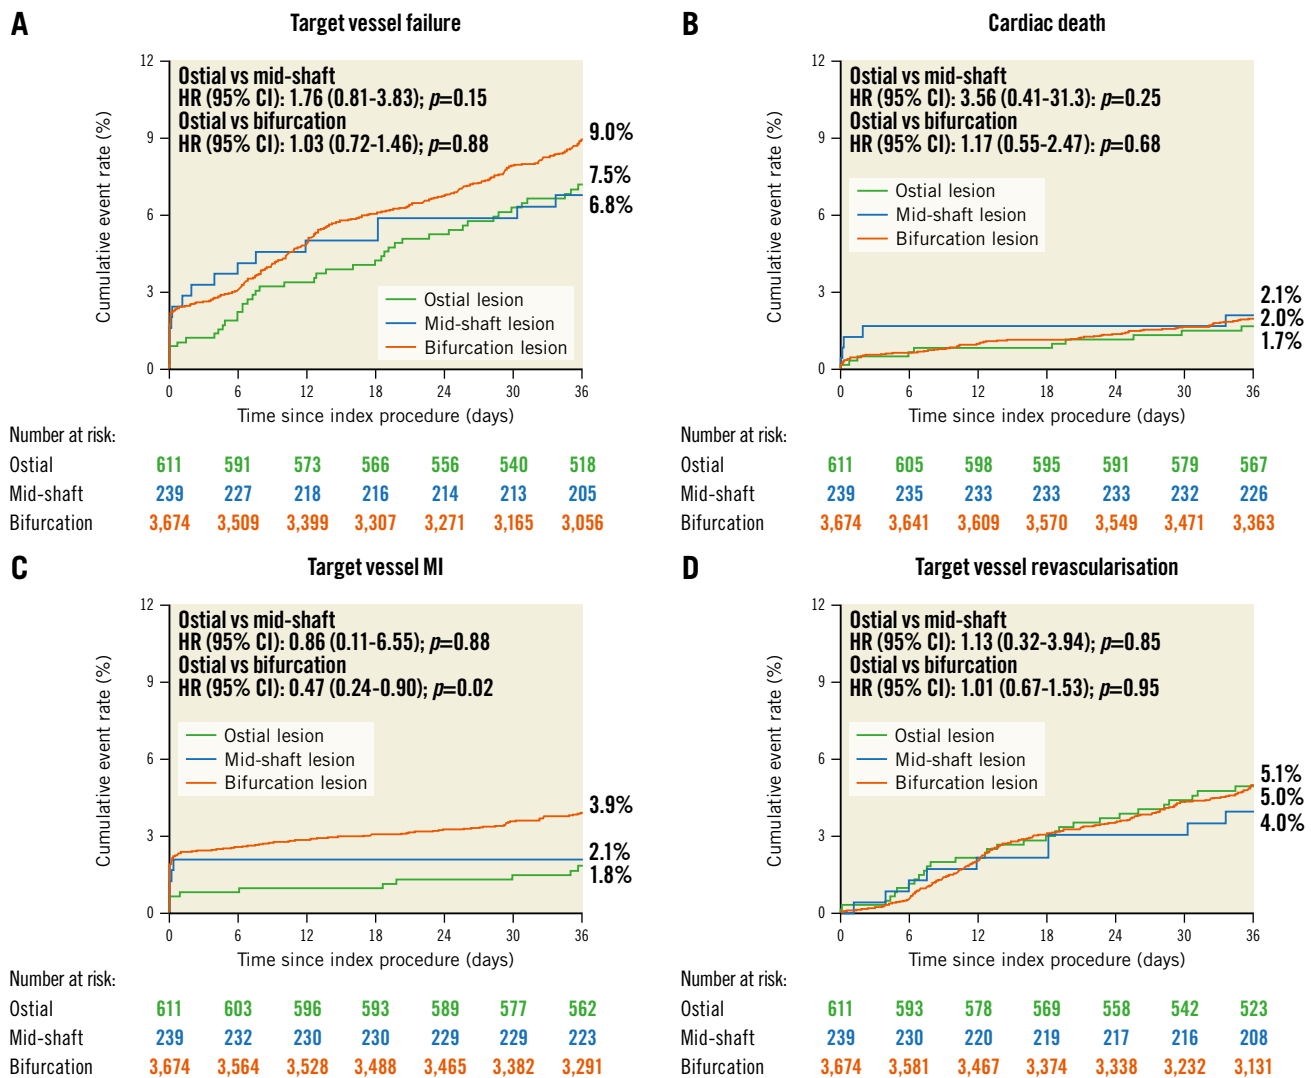 A
Target vessel failure
Cumulative event rate (%)
12
9
6
3
0
Ostial vs mid-shaft
HR (95% CI): 1.76 (0.81-3.83); p=0.15
Ostial vs bifurcation
HR (95% CI): 1.03 (0.72-1.46); p=0.88
9.0%
7.5%
6.8%
Ostial lesion
Mid-shaft lesion
Bifurcation lesion
0 6 12 18 24 30 36
Time since index procedure (days)
Number at risk:
Ostial 611 591 573 566 556 540 518
Mid-shaft 239 227 218 216 214 213 205
Bifurcation 3,674 3,509 3,399 3,307 3,271 3,165 3,056
B
Cardiac death
Cumulative event rate (%)
12
9
6
3
0
Ostial vs mid-shaft
HR (95% CI): 3.56 (0.41-31.3): p=0.25
Ostial vs bifurcation
HR (95% CI): 1.17 (0.55-2.47): p=0.68
Ostial lesion
Mid-shaft lesion
Bifurcation lesion
2.1%
2.0%
1.7%
0 6 12 18 24 30 36
Time since index procedure (days)
Number at risk:
Ostial 611 605 598 595 591 579 567
Mid-shaft 239 235 233 233 233 232 226
Bifurcation 3,674 3,641 3,609 3,570 3,549 3,471 3,363
C
Target vessel MI
Cumulative event rate (%)
12
9
6
3
0
Ostial vs mid-shaft
HR (95% CI): 0.86 (0.11-6.55); p=0.88
Ostial vs bifurcation
HR (95% CI): 0.47 (0.24-0.90); p=0.02
Ostial lesion
Mid-shaft lesion
Bifurcation lesion
3.9%
2.1%
1.8%
0 6 12 18 24 30 36
Time since index procedure (days)
Number at risk:
Ostial 611 603 596 593 589 577 562
Mid-shaft 239 232 230 230 229 229 223
Bifurcation 3,674 3,564 3,528 3,488 3,465 3,382 3,291
D
Target vessel revascularisation
Cumulative event rate (%)
12
9
6
3
0
Ostial vs mid-shaft
HR (95% CI): 1.13 (0.32-3.94); p=0.85
Ostial vs bifurcation
HR (95% CI): 1.01 (0.67-1.53); p=0.95
Ostial lesion
Mid-shaft lesion
Bifurcation lesion
5.1%
5.0%
4.0%
0 6 12 18 24 30 36
Time since index procedure (days)
Number at risk:
Ostial 611 593 578 569 558 542 523
Mid-shaft 239 230 220 219 217 216 208
Bifurcation 3,674 3,581 3,467 3,374 3,338 3,232 3,131